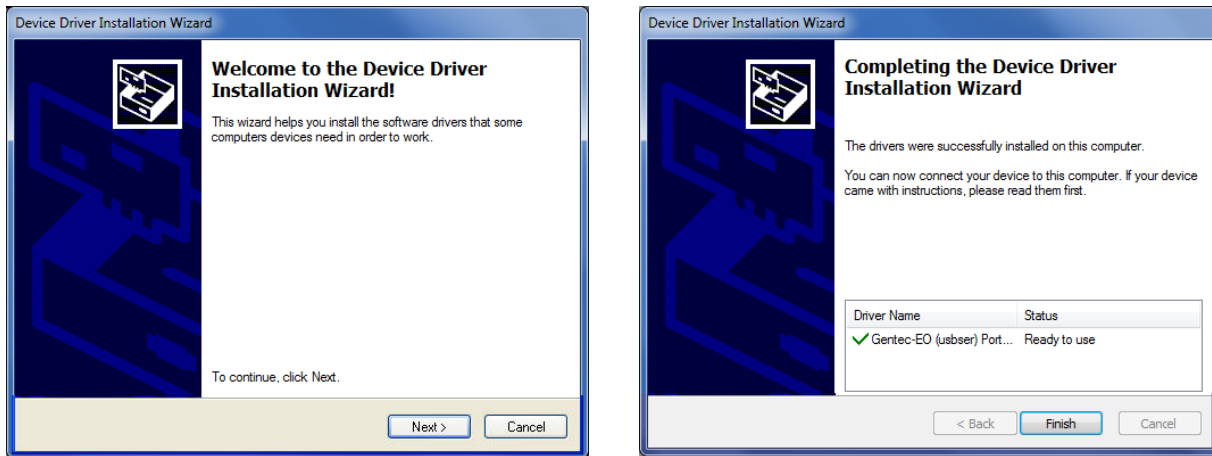 Device Driver Installation Wizard
Welcome to the Device Driver
Installation Wizard!
This wizard helps you install the software drivers that some
computers devices need in order to work.
To continue, click Next.
Next >
Cancel
Device Driver Installation Wizard
Completing the Device Driver
Installation Wizard
The drivers were successfully installed on this computer.
You can now connect your device to this computer. If your device
came with instructions, please read them first.
Driver Name Status
Gentec-EO (usbser) Port... Ready to use
< Back
Finish
Cancel